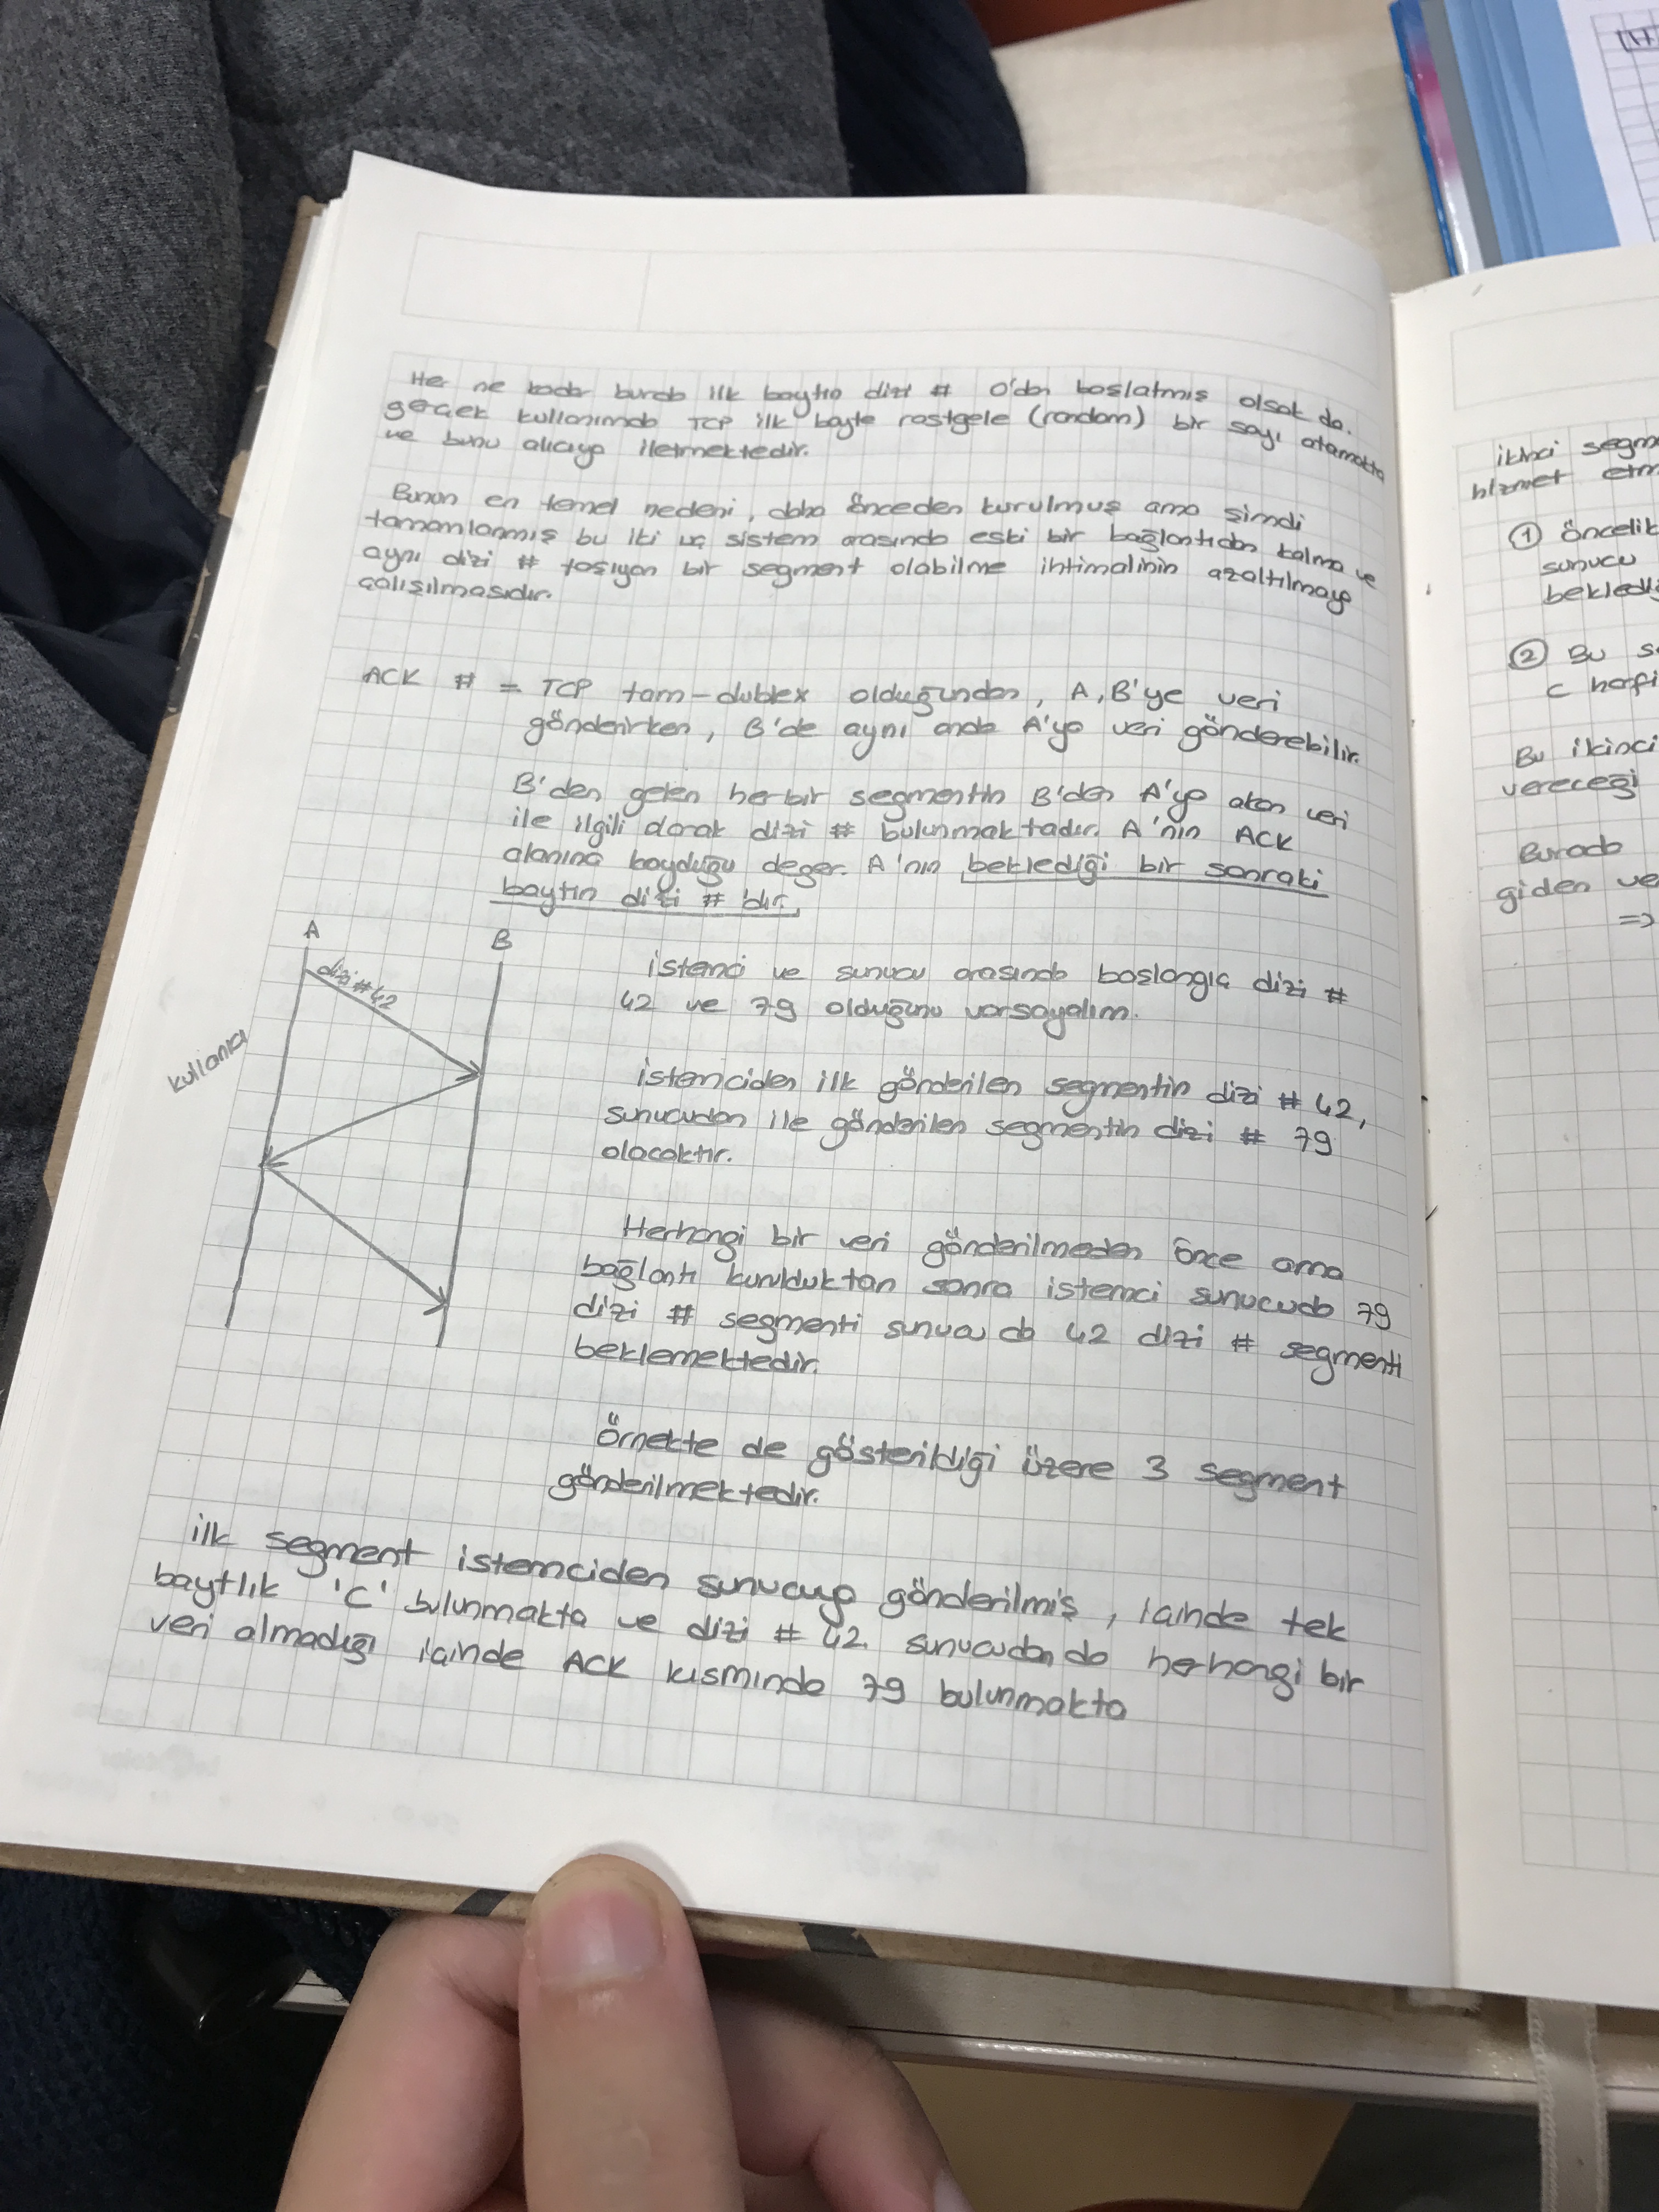 Her ne kadar burada ilk baytın dizi # 0'dan başlatmış olsak da.
gerçek kullanımda TCP ilk bayte rastgele (random) bir sayı atamakta
ve bunu alıcıya iletmektedir.
Bunun en temel nedeni, daha önceden kurulmuş ama şimdi
tamamlanmış bu iki uç sistem arasında eski bir bağlantıdan kalma ve
aynı dizi # taşıyan bir segment olabilme ihtimalinin azaltılmaya
çalışılmasıdır.
ACK # = TCP tam-dublex olduğundan, A, B'ye veri
gönderirken, B'de aynı anda A'ya veri gönderebilir.
B'den gelen herbir segmentin B'den A'ya akan veri
ile ilgili olarak dizi # bulunmaktadır. A'nın ACK
alanına koyduğu değer. A'nın beklediği bir sonraki
baytın dizi # 'dır.
A
B
dizi #42
kullanıcı
istenci ve sunucu arasında başlangıç dizi #
42 ve 79 olduğunu varsayalım.
istemciden ilk gönderilen segmentin dizi # 42,
sunucudan ile gönderilen segmentin dizi # 79
olacaktır.
Herhangi bir veri gönderilmeden önce ama
bağlantı kurulduktan sonra istemci sunucuda 79
dizi # segmenti sunucu da 42 dizi # segmenti
beklemektedir.
Örnekte de gösterildiği üzere 3 segment
gönderilmektedir.
ilk segment istemciden sunucuya gönderilmiş, içinde tek
baytlık 'C' bulunmakta ve dizi # 42. sunucudan da herhangi bir
veri almadığı içinde ACK kısmında 79 bulunmakta
ikinci segm
hizmet etm
① öncelik
sunucu
bekledi
② Bu s
C harfi
Bu ikinci
vereceği
Burada
giden ve
=>